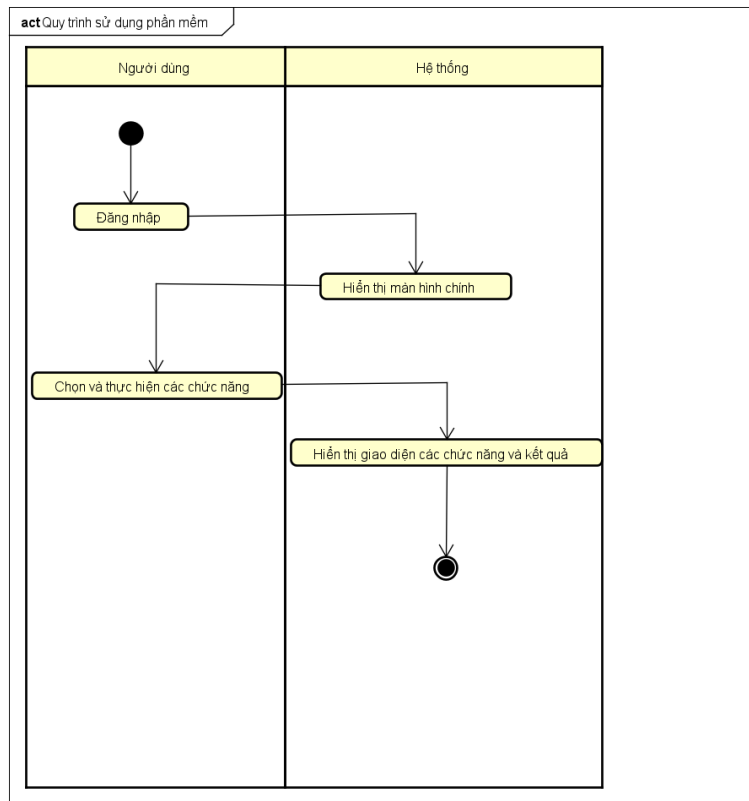 act Quy trình sử dụng phần mềm
Người dùng
Hệ thống
Đăng nhập
Hiển thị màn hình chính
Chọn và thực hiện các chức năng
Hiển thị giao diện các chức năng và kết quả